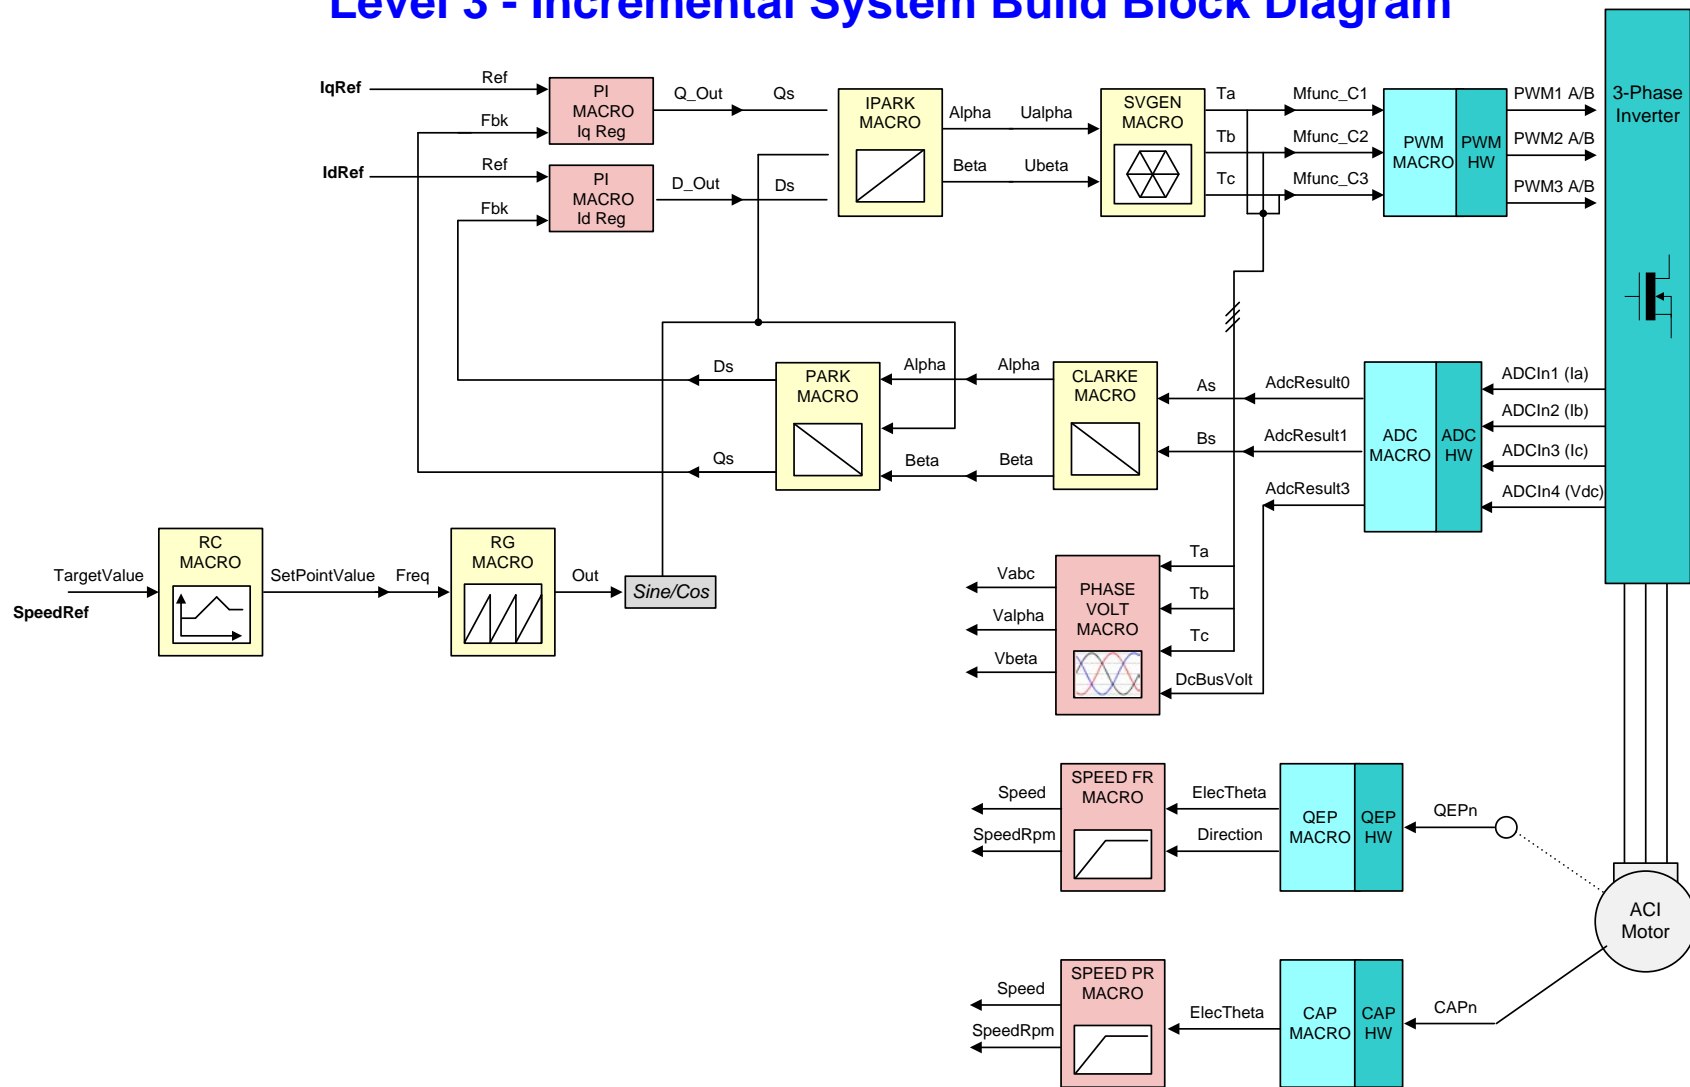 Level 3 - Incremental System Build Block Diagram
IqRef
Ref
Fbk
PI
MACRO
Iq Reg
Q_Out
Qs
IdRef
Ref
Fbk
PI
MACRO
Id Reg
D_Out
Ds
IPARK
MACRO
Alpha
Beta
Ualpha
Ubeta
SVGEN
MACRO
Ta
Tb
Tc
Mfunc_C1
Mfunc_C2
Mfunc_C3
PWM
MACRO
PWM
HW
PWM1 A/B
PWM2 A/B
PWM3 A/B
3-Phase
Inverter
Ds
Qs
PARK
MACRO
Alpha
Beta
Alpha
Beta
CLARKE
MACRO
As
Bs
AdcResult0
AdcResult1
AdcResult3
ADC
MACRO
ADC
HW
ADCIn1 (Ia)
ADCIn2 (Ib)
ADCIn3 (Ic)
ADCIn4 (Vdc)
TargetValue
SpeedRef
RC
MACRO
SetPointValue
Freq
RG
MACRO
Out
Sine/Cos
Vabc
Valpha
Vbeta
PHASE
VOLT
MACRO
Ta
Tb
Tc
DcBusVolt
Speed
SpeedRpm
SPEED FR
MACRO
ElecTheta
Direction
QEP
MACRO
QEP
HW
QEPn
ACI
Motor
Speed
SpeedRpm
SPEED PR
MACRO
ElecTheta
CAP
MACRO
CAP
HW
CAPn